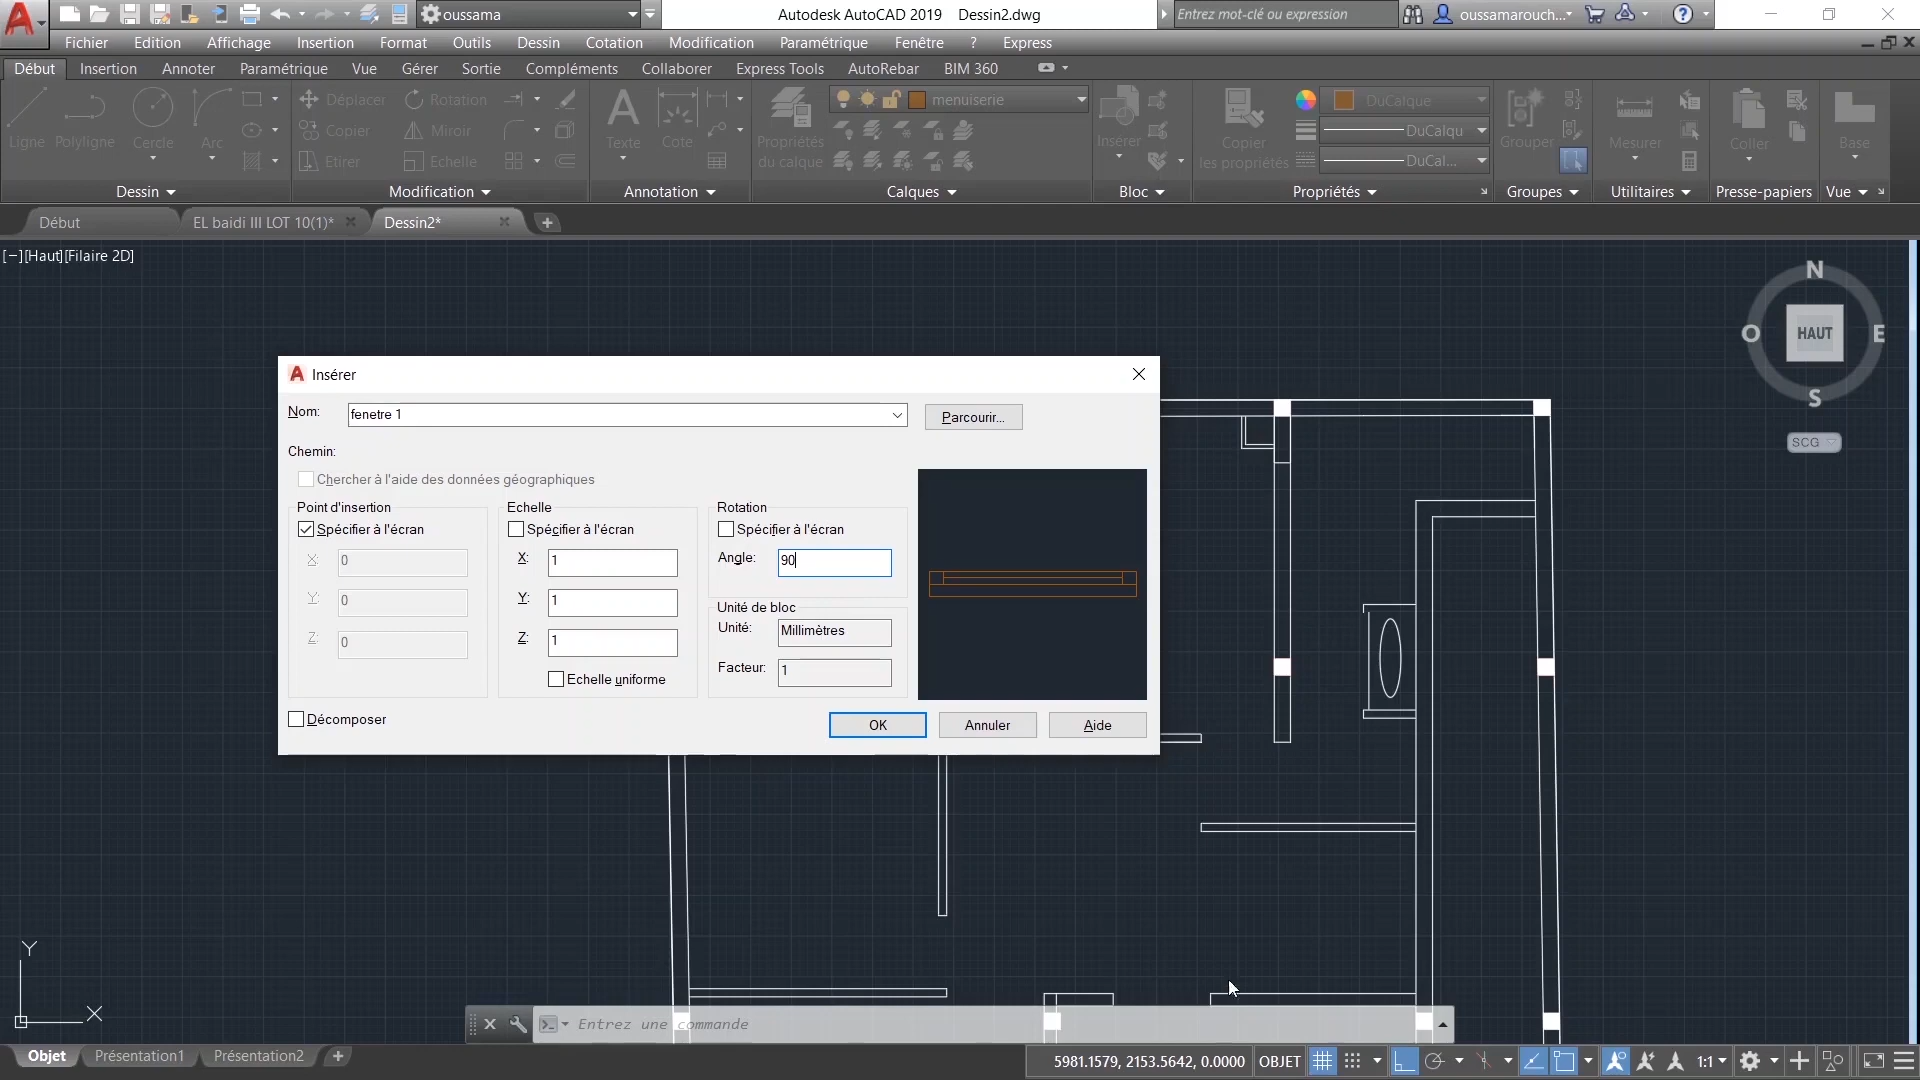 oussama
Autodesk AutoCAD 2019 Dessin2.dwg
Entrez mot-clé ou expression
oussamarouch...
Fichier Edition Affichage Insertion Format Outils Dessin Cotation Modification Paramétrique Fenêtre ? Express
Début Insertion Annoter Paramétrique Vue Gérer Sortie Compléments Collaborer Express Tools AutoRebar BIM 360
Ligne Polyligne Cercle Arc
Déplacer Rotation
Copier Miroir
Etirer Echelle
Texte Cote
Propriétés
du calque
menuiserie
Insérer
Copier
les propriétés
DuCalque
DuCalqu
DuCal...
Grouper
Mesurer
Coller
Base
Dessin Modification Annotation Calques Bloc Propriétés Groupes Utilitaires Presse-papiers Vue
Début EL baidi III LOT 10(1)* Dessin2*
[−][Haut][Filaire 2D]
N
O HAUT E
S
SCG
Insérer
Nom: fenetre 1 Parcourir...
Chemin:
Chercher à l'aide des données géographiques
Point d'insertion Echelle Rotation
Spécifier à l'écran Spécifier à l'écran Spécifier à l'écran
X: 0 X: 1 Angle: 90
Y: 0 Y: 1 Unité de bloc
Unité: Millimètres
Z: 0 Z: 1
Facteur: 1
Echelle uniforme
Décomposer OK Annuler Aide
Y
X
Entrez une commande
Objet Présentation1 Présentation2 +
5981.1579, 2153.5642, 0.0000 OBJET 1:1